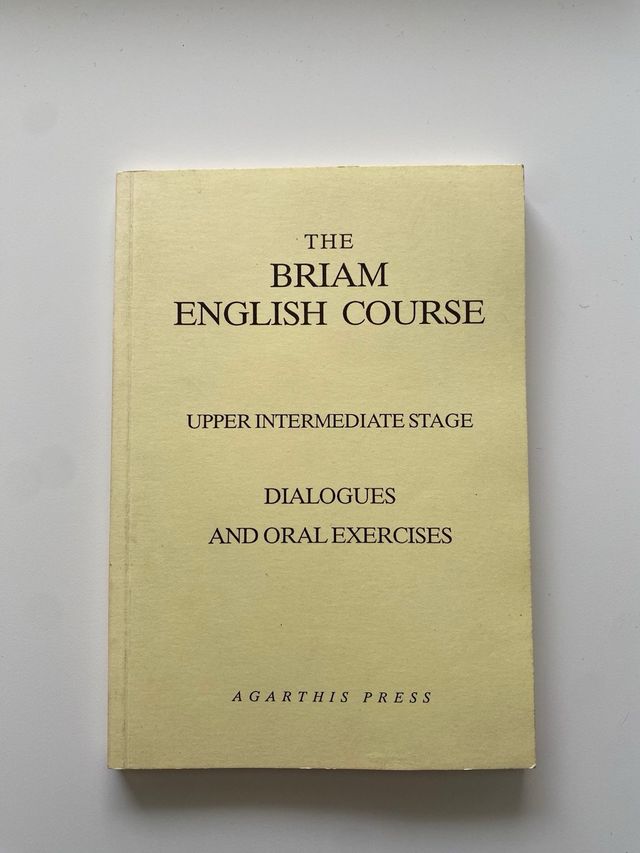 THE
BRIAM
ENGLISH COURSE
UPPER INTERMEDIATE STAGE
DIALOGUES
AND ORAL EXERCISES
AGARTHIS PRESS